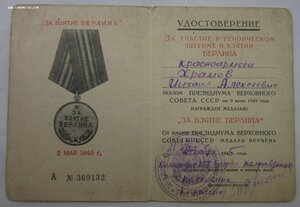 „ЗА ВЗЯТИЕ БЕРЛИНА"
ЗА
ВЗЯТИЕ
БЕРЛИНА
2 МАЯ 1945 г.
А № 369132
УДОСТОВЕРЕНИЕ
ЗА УЧАСТИЕ В ГЕРОИЧЕСКОМ
ШТУРМЕ И ВЗЯТИИ
БЕРЛИНА
красноармеец
Храмов
Михаил Алексеевич
УКАЗОМ ПРЕЗИДИУМА ВЕРХОВНОГО
СОВЕТА СССР от 9 июня 1945 года
НАГРАЖДЕН МЕДАЛЬЮ
„ЗА ВЗЯТИЕ БЕРЛИНА"
ОТ ИМЕНИ ПРЕЗИДИУМА ВЕРХОВНОГО
СОВЕТА СССР МЕДАЛЬ ВРУЧЕНА
полковник